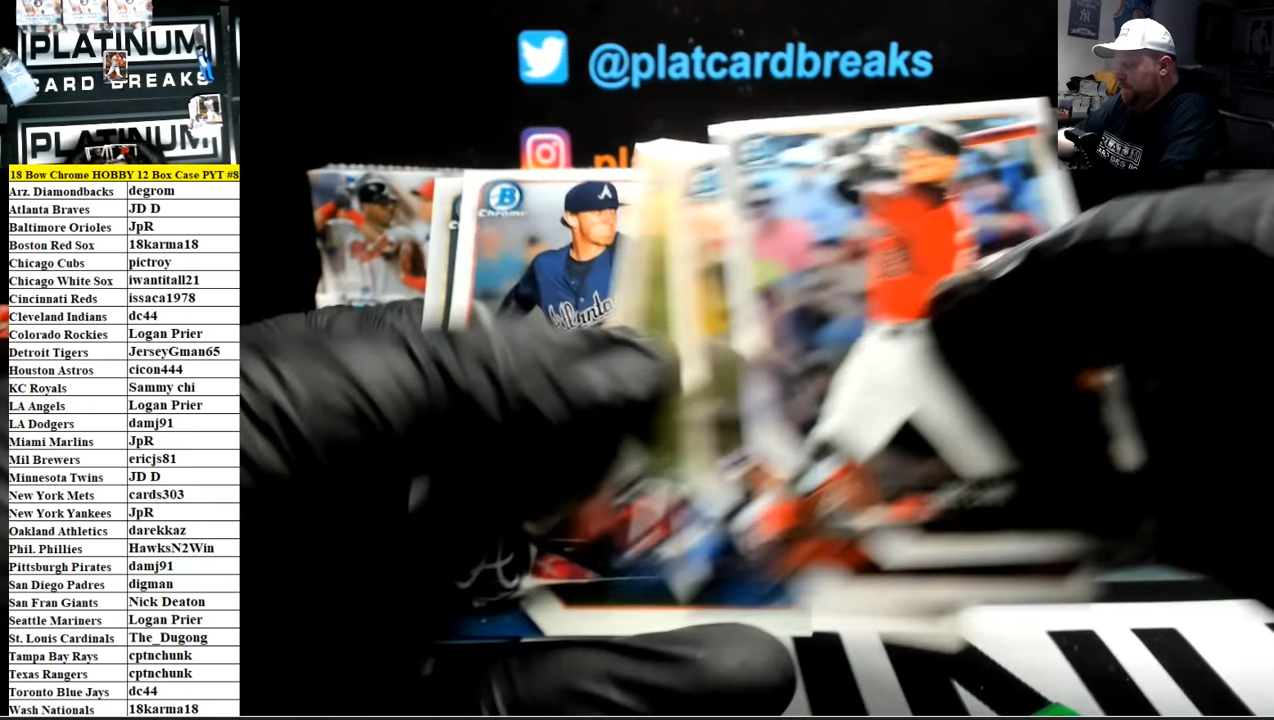 PLATINUM
CARD BREAKS
PLATINUM
@platcardbreaks
18 Bow Chrome HOBBY 12 Box Case PYT #8
Arz. Diamondbacks degrom
Atlanta Braves JD D
Baltimore Orioles JpR
Boston Red Sox 18karma18
Chicago Cubs pictroy
Chicago White Sox iwantitall21
Cincinnati Reds issaca1978
Cleveland Indians dc44
Colorado Rockies Logan Prier
Detroit Tigers JerseyGman65
Houston Astros cicon444
KC Royals Sammy chi
LA Angels Logan Prier
LA Dodgers damj91
Miami Marlins JpR
Mil Brewers ericjs81
Minnesota Twins JD D
New York Mets cards303
New York Yankees JpR
Oakland Athletics darekkaz
Phil. Phillies HawksN2Win
Pittsburgh Pirates damj91
San Diego Padres digman
San Fran Giants Nick Deaton
Seattle Mariners Logan Prier
St. Louis Cardinals The_Dugong
Tampa Bay Rays cptnchunk
Texas Rangers cptnchunk
Toronto Blue Jays dc44
Wash Nationals 18karma18
B
Chrome
Atlanta
A